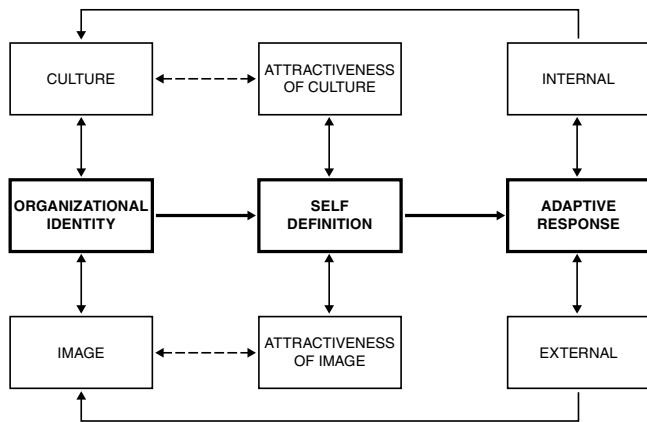 CULTURE
ATTRACTIVENESS
OF CULTURE
INTERNAL
ORGANIZATIONAL
IDENTITY
SELF
DEFINITION
ADAPTIVE
RESPONSE
IMAGE
ATTRACTIVENESS
OF IMAGE
EXTERNAL